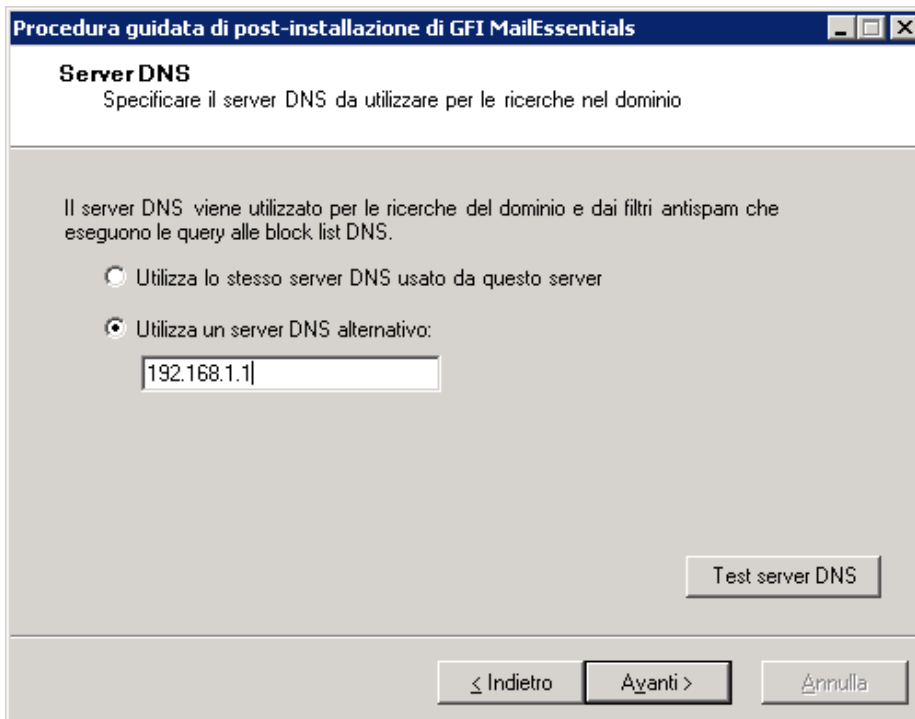 Procedura guidata di post-installazione di GFI MailEssentials
Server DNS
Specificare il server DNS da utilizzare per le ricerche nel dominio
Il server DNS viene utilizzato per le ricerche del dominio e dai filtri antispam che
eseguono le query alle block list DNS.
Utilizza lo stesso server DNS usato da questo server
Utilizza un server DNS alternativo:
192.168.1.1
Test server DNS
< Indietro
Avanti >
Annulla